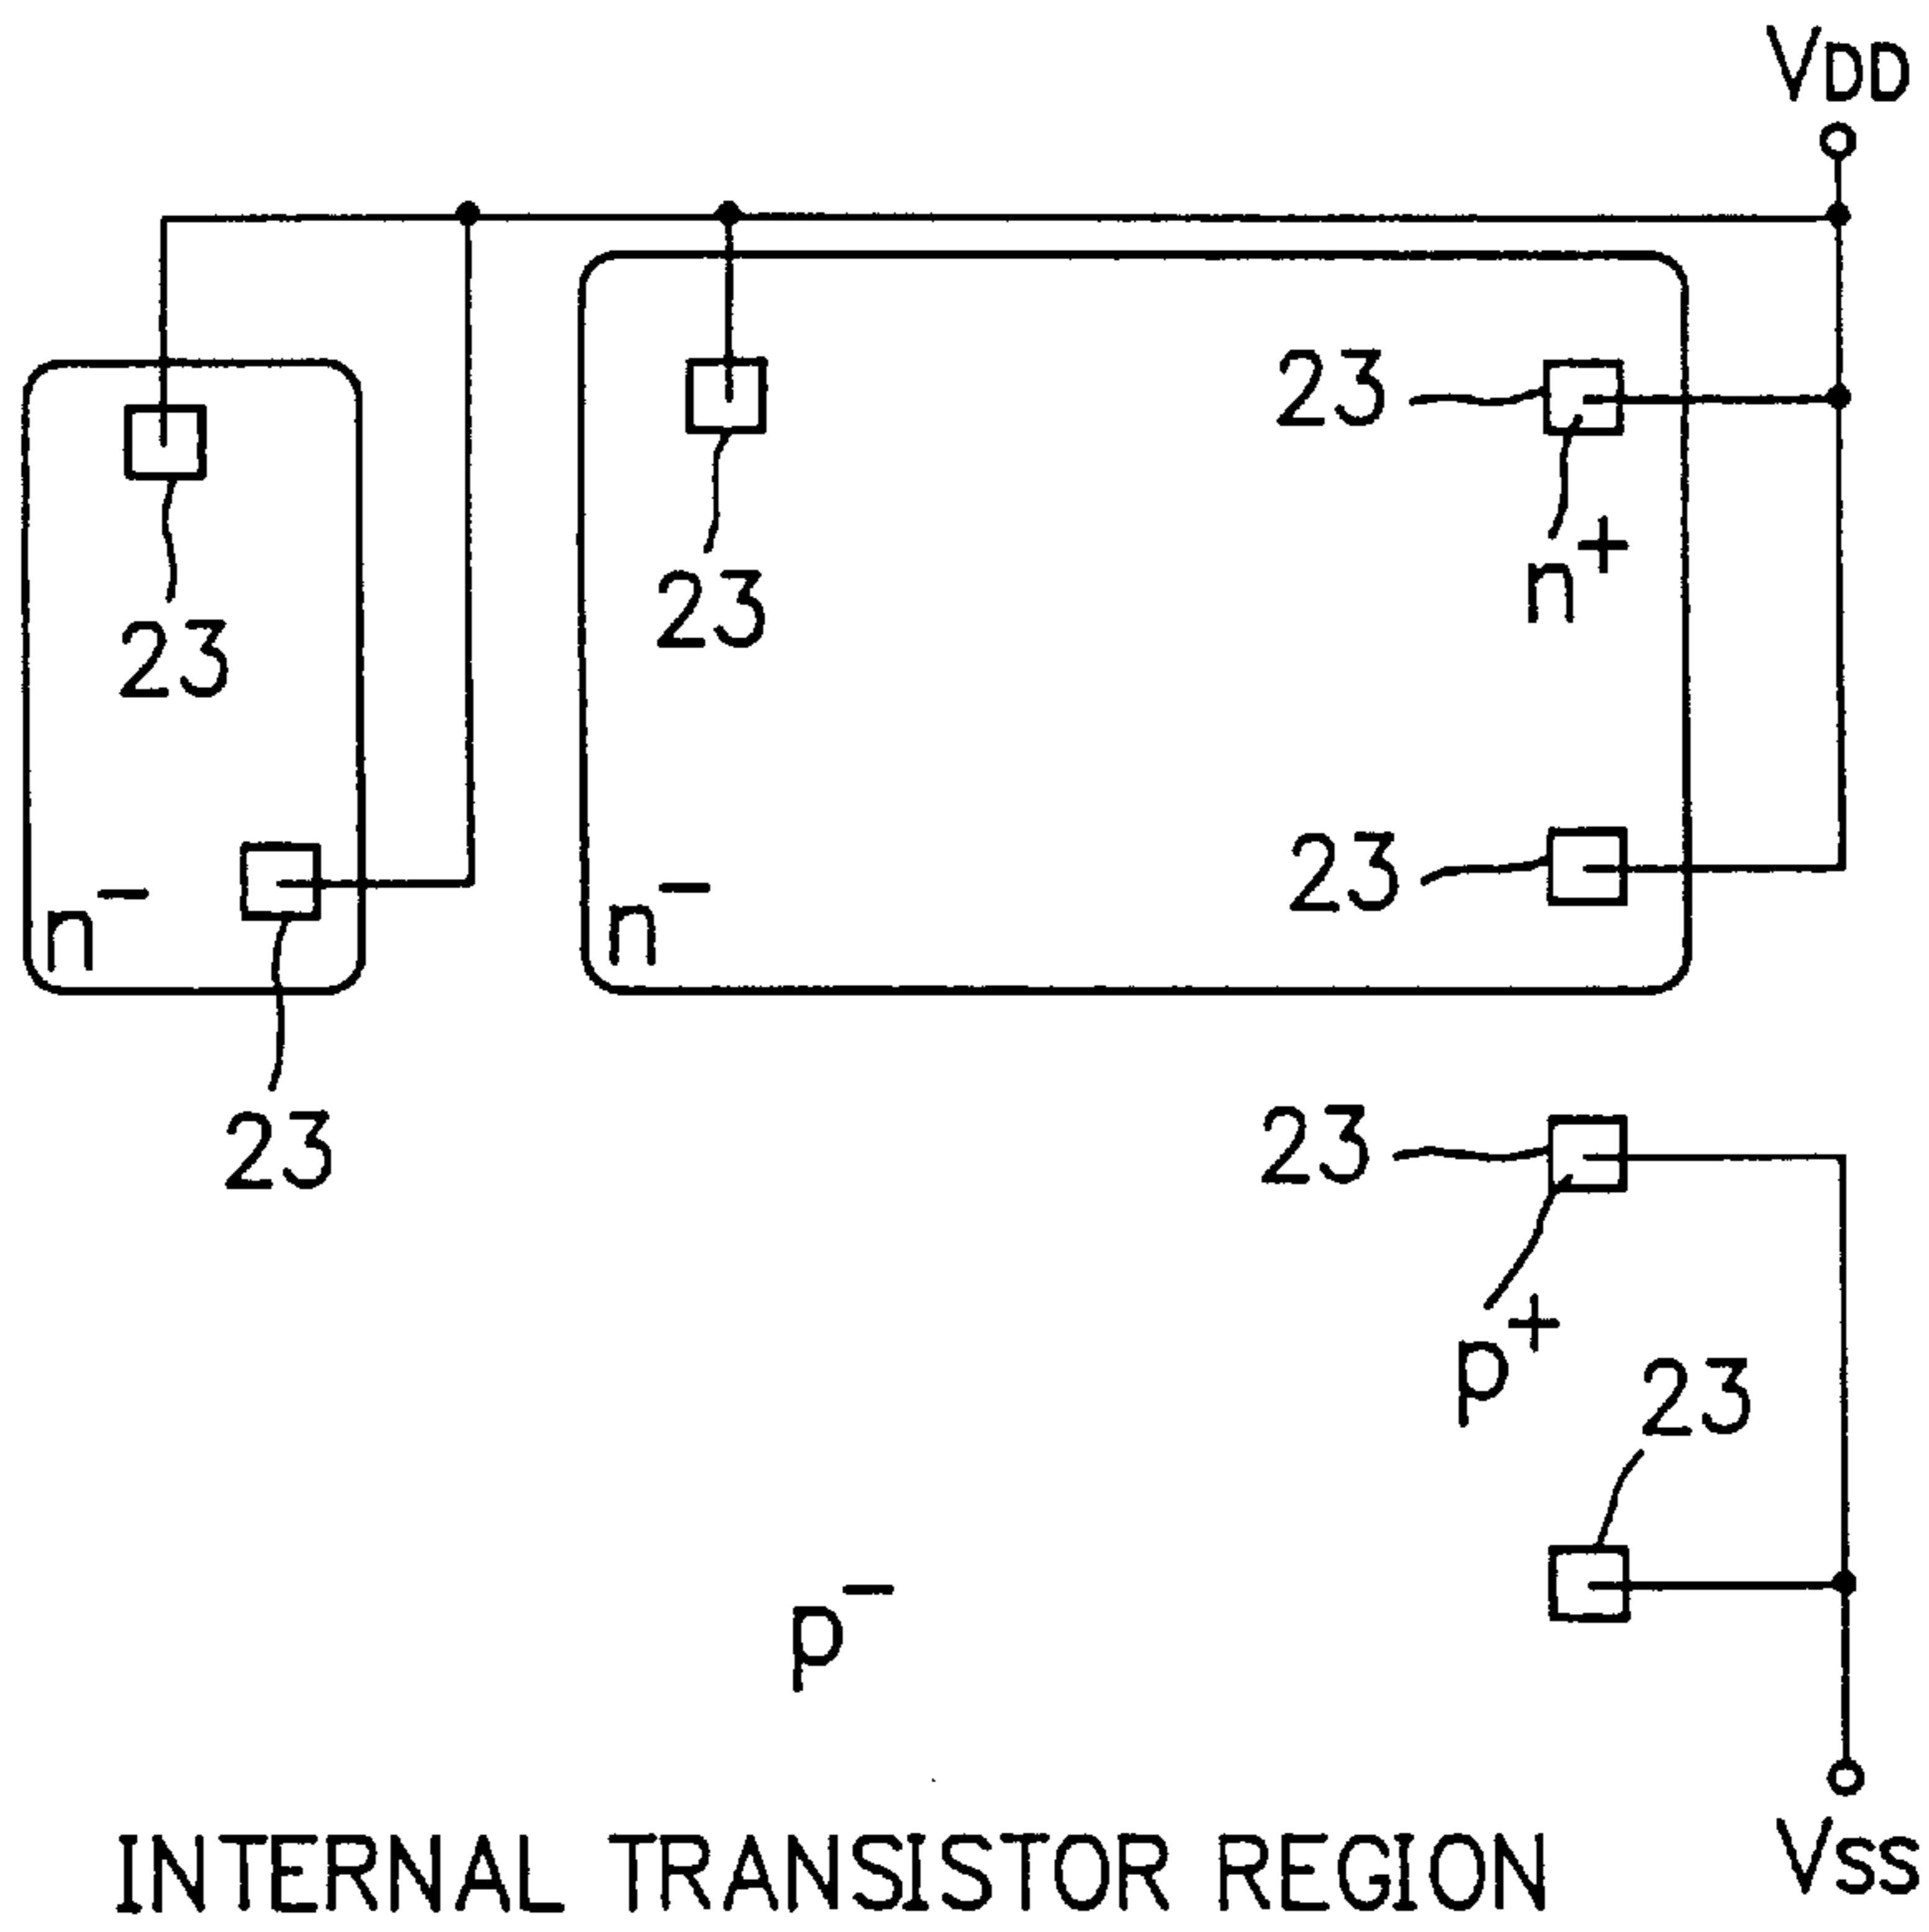 VDD
23
n+
23
23
n-
23
n-
23
23
23
p+
23
p-
INTERNAL TRANSISTOR REGION
VSS